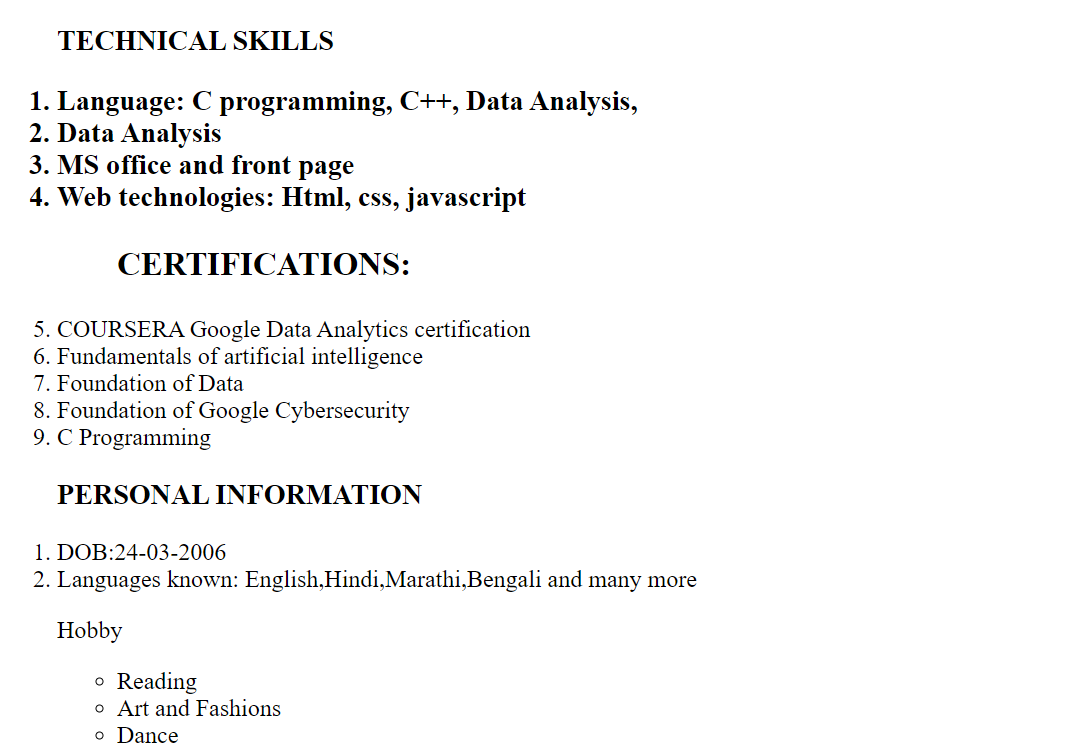 TECHNICAL SKILLS
1. Language: C programming, C++, Data Analysis,
2. Data Analysis
3. MS office and front page
4. Web technologies: Html, css, javascript
CERTIFICATIONS:
5. COURSERA Google Data Analytics certification
6. Fundamentals of artificial intelligence
7. Foundation of Data
8. Foundation of Google Cybersecurity
9. C Programming
PERSONAL INFORMATION
1. DOB:24-03-2006
2. Languages known: English,Hindi,Marathi,Bengali and many more
Hobby
Reading
Art and Fashions
Dance